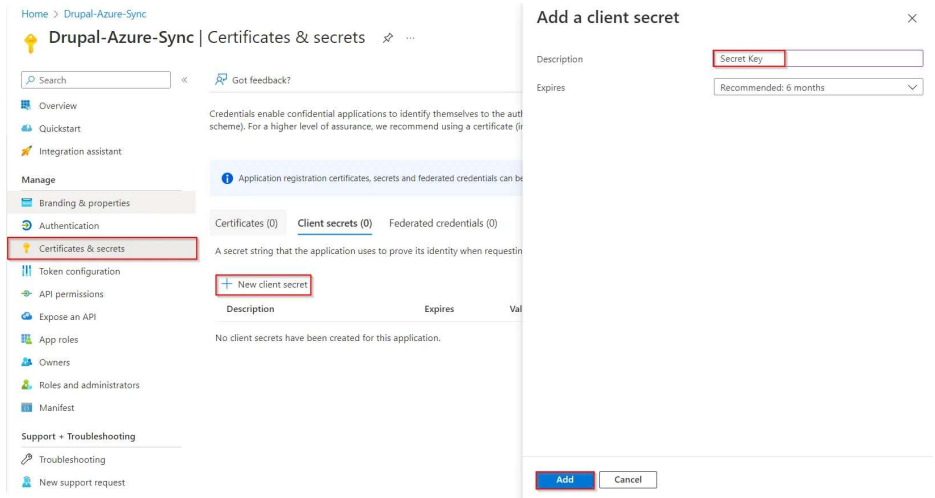 Home > Drupal-Azure-Sync
Drupal-Azure-Sync | Certificates & secrets
Search
Overview
Quickstart
Integration assistant
Manage
Branding & properties
Authentication
Certificates & secrets
Token configuration
API permissions
Expose an API
App roles
Owners
Roles and administrators
Manifest
Support + Troubleshooting
Troubleshooting
New support request
Got feedback?
Credentials enable confidential applications to identify themselves to the aut
scheme). For a higher level of assurance, we recommend using a certificate (i
Application registration certificates, secrets and federated credentials can be
Certificates (0) Client secrets (0) Federated credentials (0)
A secret string that the application uses to prove its identity when requestin
New client secret
Description Expires Val
No client secrets have been created for this application.
Add a client secret
Description Secret Key
Expires Recommended: 6 months
Add Cancel